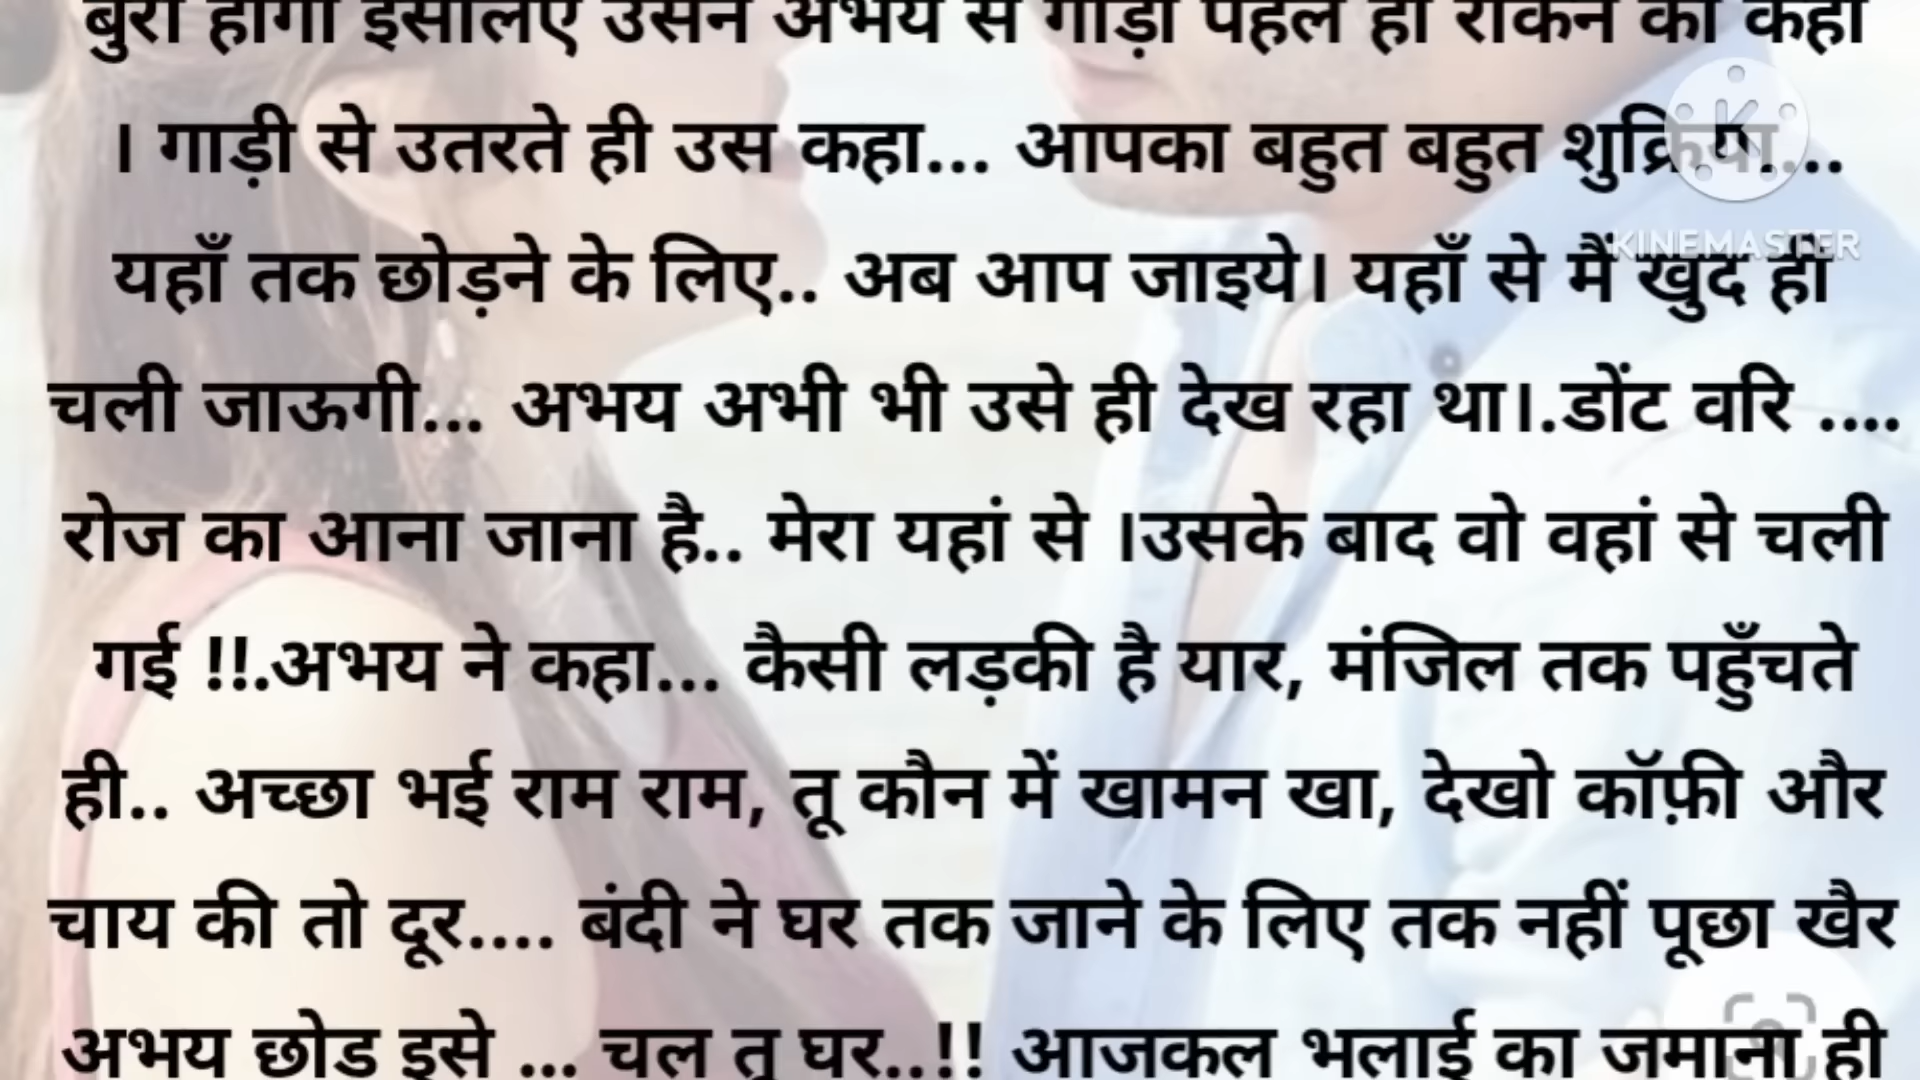 बुरा होगा इसीलिए उसने अभय से गाड़ी पहले ही रोकने को कहा
। गाड़ी से उतरते ही उस कहा... आपका बहुत बहुत शुक्रिया...
यहाँ तक छोड़ने के लिए.. अब आप जाइये। यहाँ से मैं खुद ही
चली जाऊगी... अभय अभी भी उसे ही देख रहा था।.डोंट वरि ....
रोज का आना जाना है.. मेरा यहां से ।उसके बाद वो वहां से चली
गई !!.अभय ने कहा... कैसी लड़की है यार, मंजिल तक पहुँचते
ही.. अच्छा भई राम राम, तू कौन में खामन खा, देखो कॉफ़ी और
चाय की तो दूर.... बंदी ने घर तक जाने के लिए तक नहीं पूछा खैर
अभय छोड इसे ... चल तू घर..!! आजकल भलाई का जमाना ही
KINEMASTER